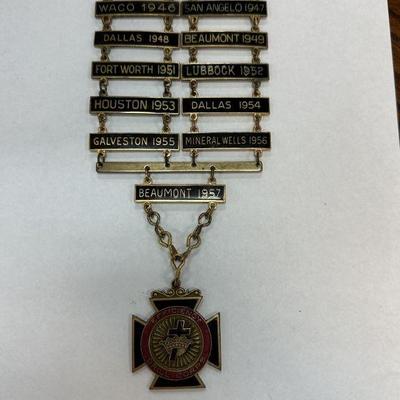 WACO 1946 SAN ANGELO 1947
DALLAS 1948 BEAUMONT 1949
FORT WORTH 1951 LUBBOCK 1952
HOUSTON 1953 DALLAS 1954
GALVESTON 1955 MINERAL WELLS 1956
BEAUMONT 1957